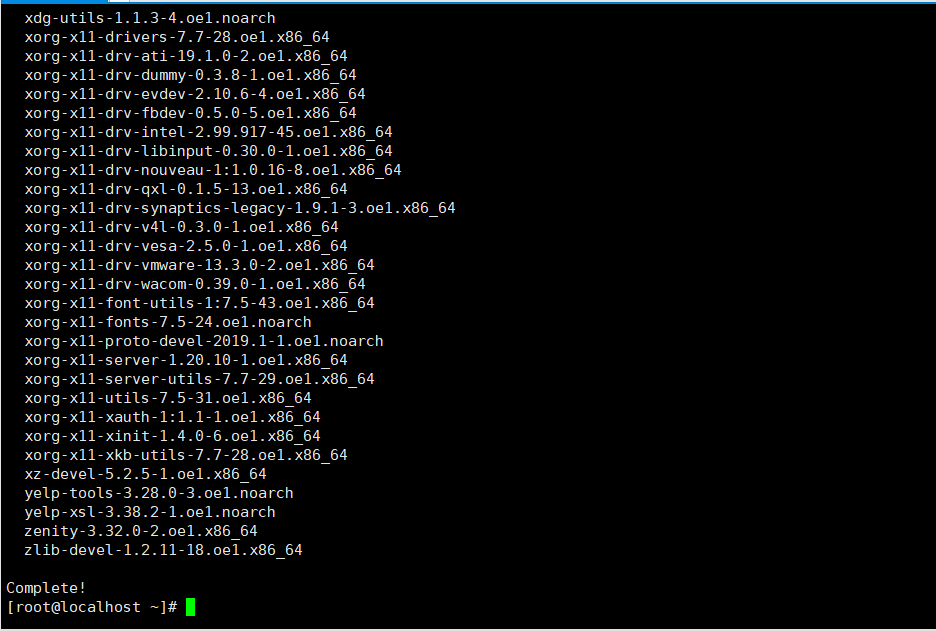 xdg-utils-1.1.3-4.oe1.noarch
xorg-x11-drivers-7.7-28.oe1.x86_64
xorg-x11-drv-ati-19.1.0-2.oe1.x86_64
xorg-x11-drv-dummy-0.3.8-1.oe1.x86_64
xorg-x11-drv-evdev-2.10.6-4.oe1.x86_64
xorg-x11-drv-fbdev-0.5.0-5.oe1.x86_64
xorg-x11-drv-intel-2.99.917-45.oe1.x86_64
xorg-x11-drv-libinput-0.30.0-1.oe1.x86_64
xorg-x11-drv-nouveau-1:1.0.16-8.oe1.x86_64
xorg-x11-drv-qxl-0.1.5-13.oe1.x86_64
xorg-x11-drv-synaptics-legacy-1.9.1-3.oe1.x86_64
xorg-x11-drv-v4l-0.3.0-1.oe1.x86_64
xorg-x11-drv-vesa-2.5.0-1.oe1.x86_64
xorg-x11-drv-vmware-13.3.0-2.oe1.x86_64
xorg-x11-drv-wacom-0.39.0-1.oe1.x86_64
xorg-x11-font-utils-1:7.5-43.oe1.x86_64
xorg-x11-fonts-7.5-24.oe1.noarch
xorg-x11-proto-devel-2019.1-1.oe1.noarch
xorg-x11-server-1.20.10-1.oe1.x86_64
xorg-x11-server-utils-7.7-29.oe1.x86_64
xorg-x11-utils-7.5-31.oe1.x86_64
xorg-x11-xauth-1:1.1-1.oe1.x86_64
xorg-x11-xinit-1.4.0-6.oe1.x86_64
xorg-x11-xkb-utils-7.7-28.oe1.x86_64
xz-devel-5.2.5-1.oe1.x86_64
yelp-tools-3.28.0-3.oe1.noarch
yelp-xsl-3.38.2-1.oe1.noarch
zenity-3.32.0-2.oe1.x86_64
zlib-devel-1.2.11-18.oe1.x86_64
Complete!
[root@localhost ~]#